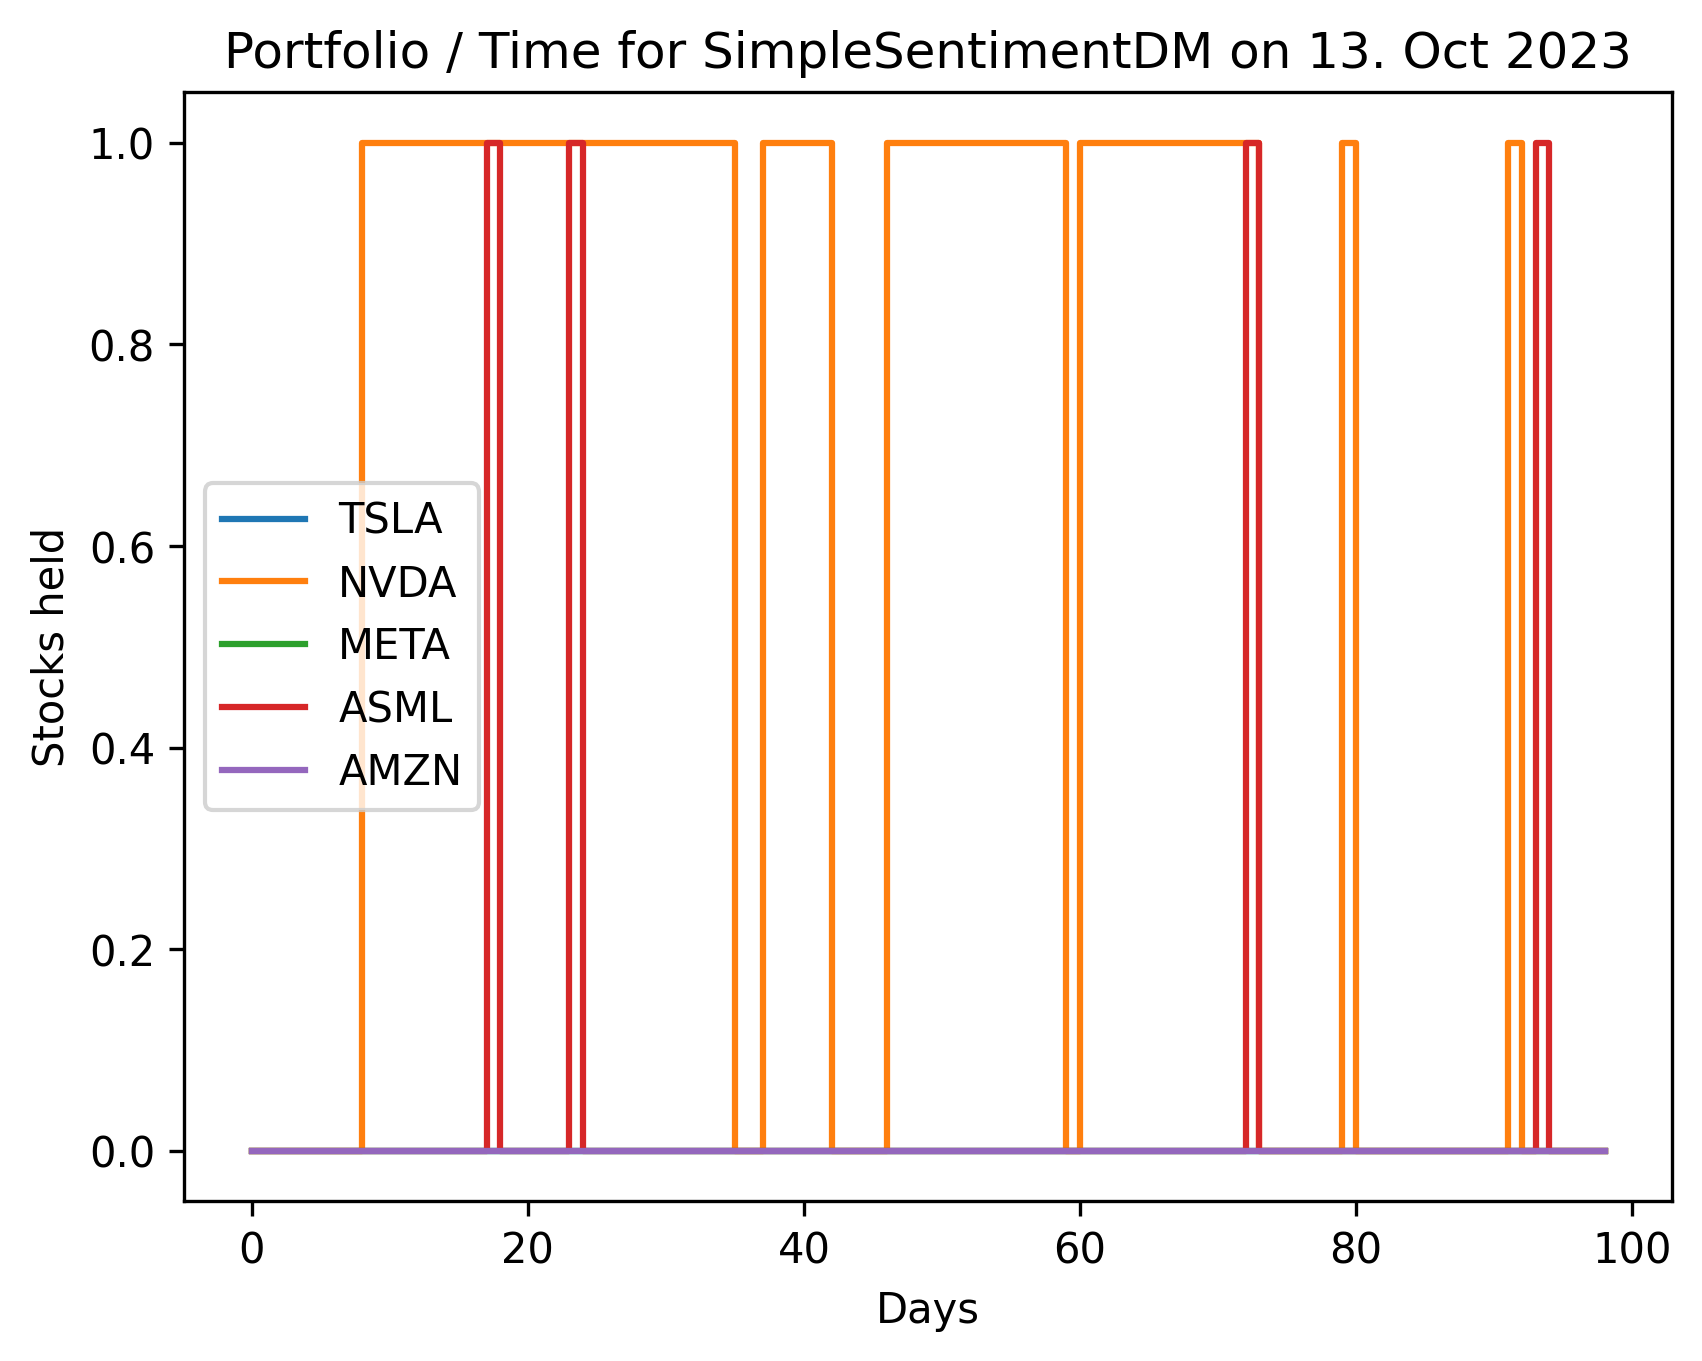 Portfolio / Time for SimpleSentimentDM on 13. Oct 2023
1.0
0.8
0.6
0.4
0.2
0.0
Stocks held
TSLA
NVDA
META
ASML
AMZN
0 20 40 60 80 100
Days